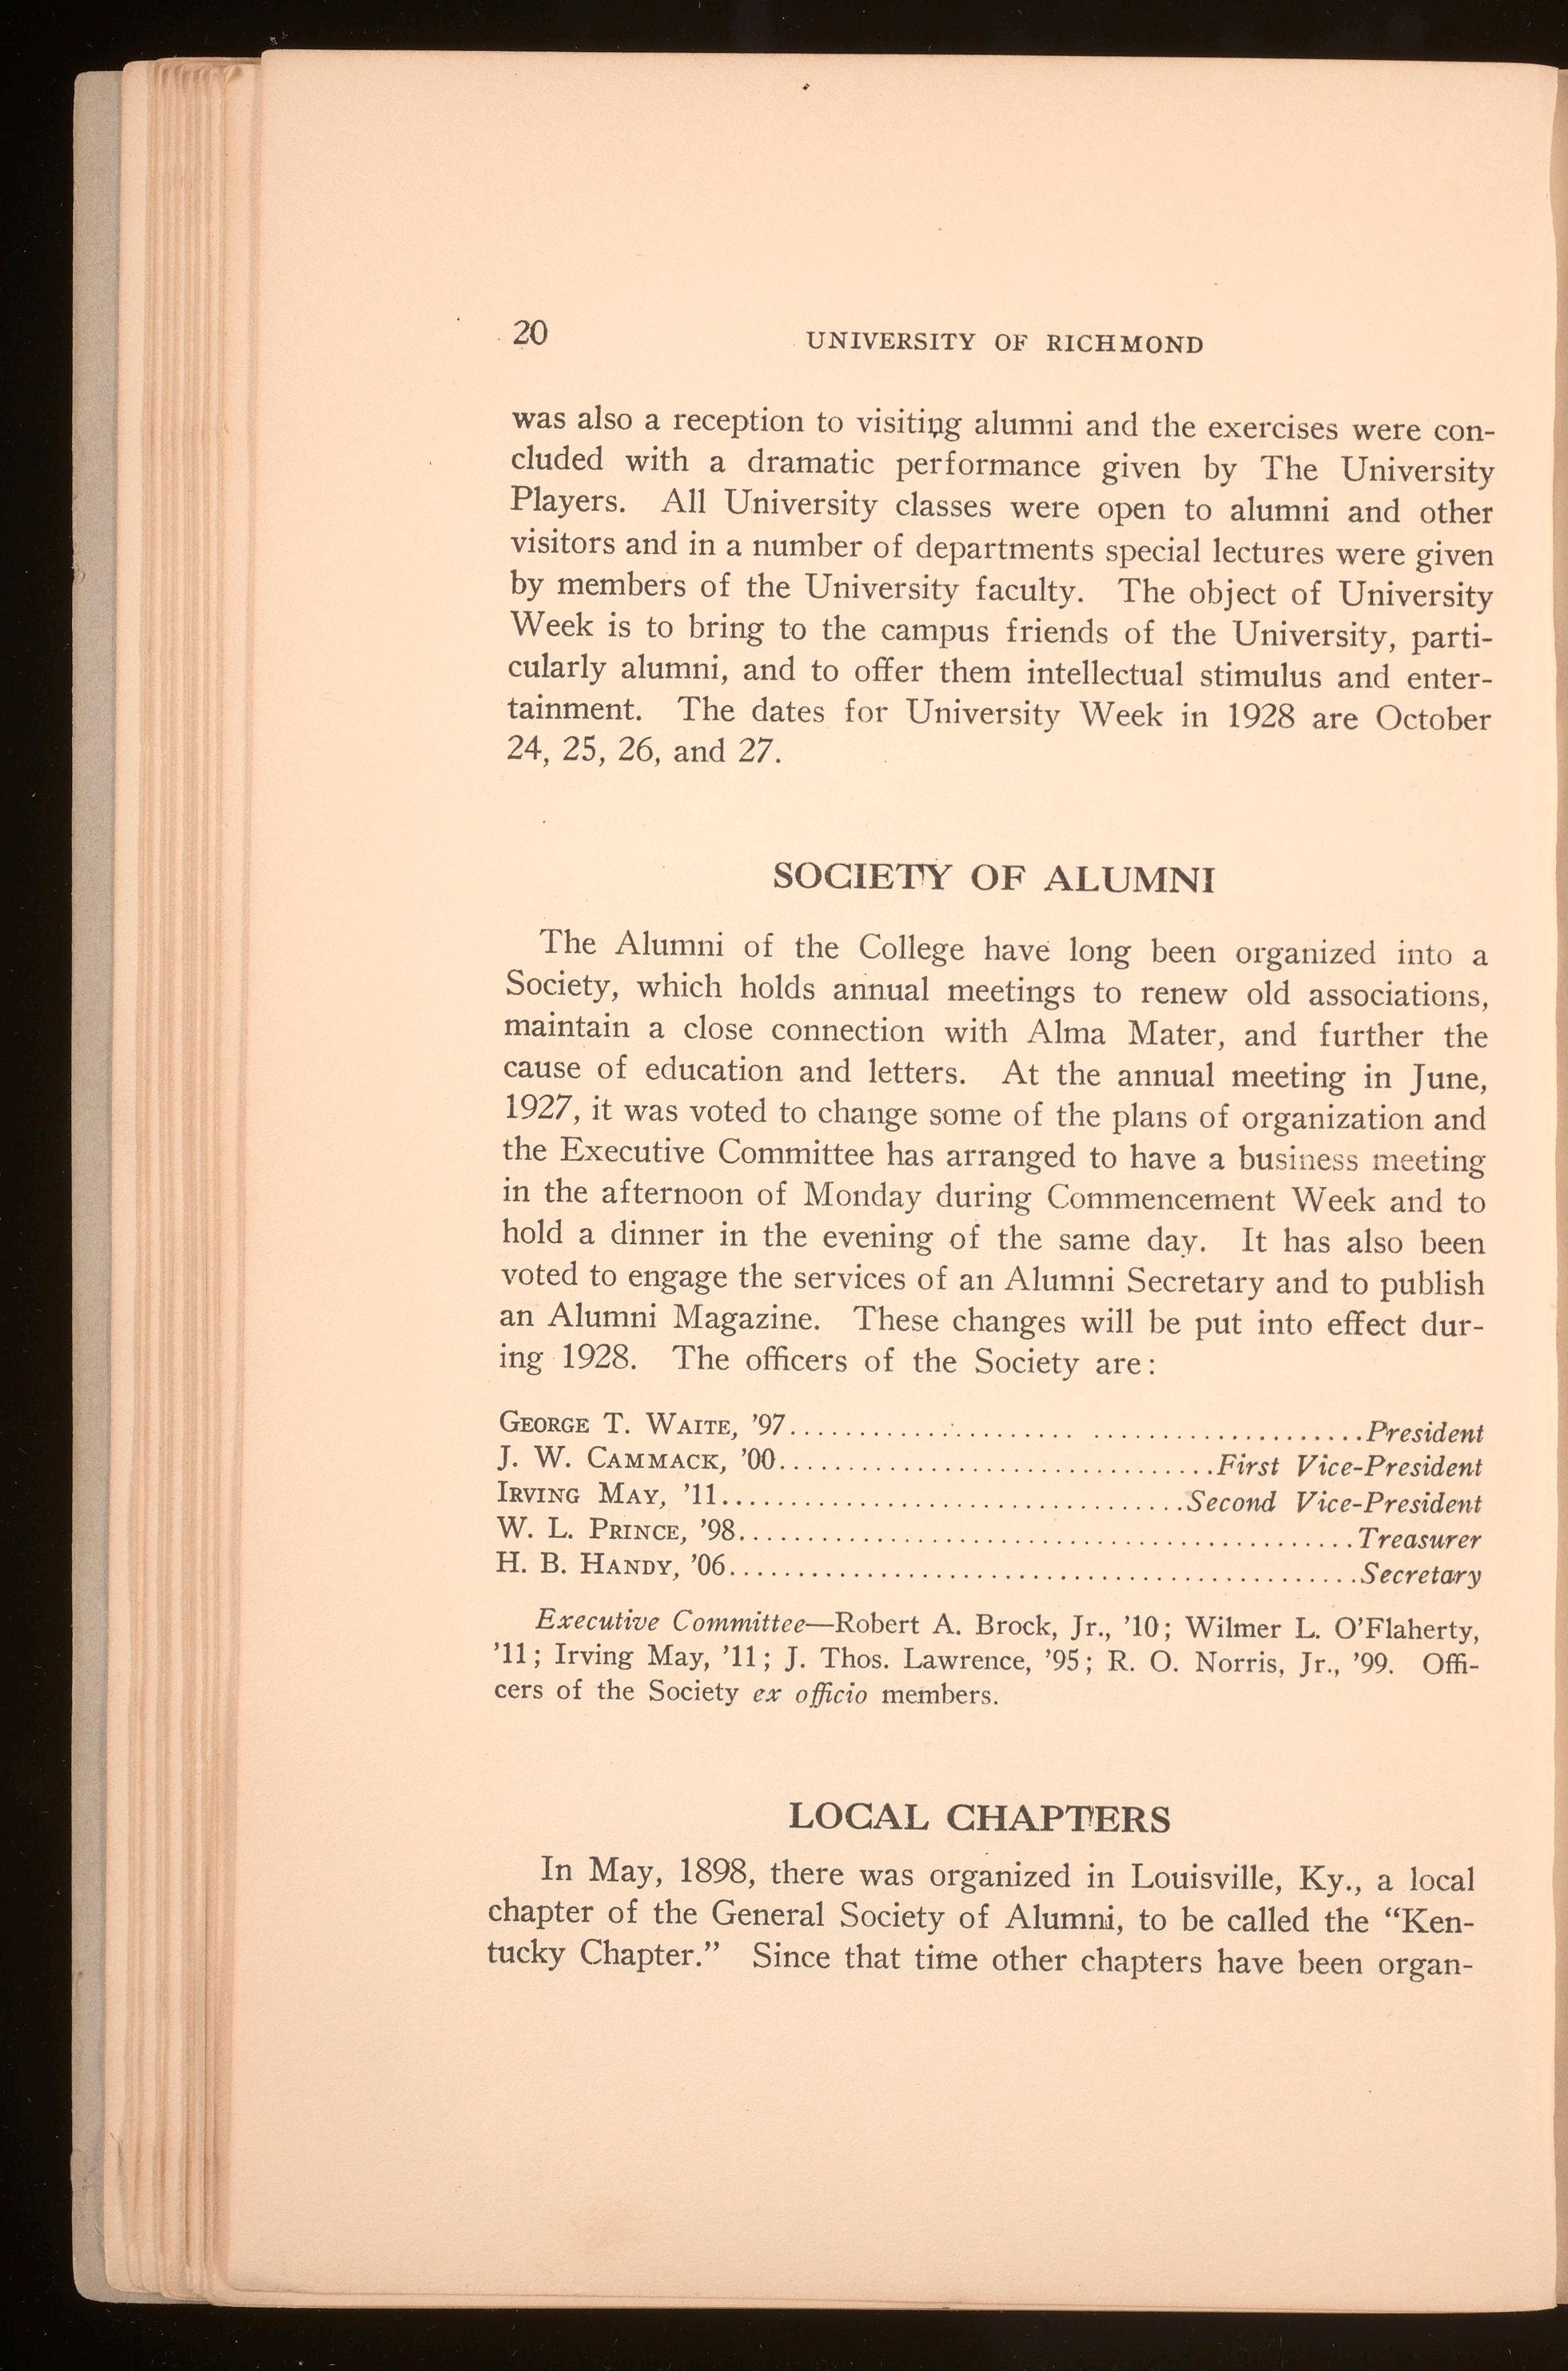 20
UNIVERSITY OF RICHMOND
was also a reception to visiting alumni and the exercises were con-
cluded with a dramatic performance given by The University
Players. All University classes were open to alumni and other
visitors and in a number of departments special lectures were given
by members of the University faculty. The object of University
Week is to bring to the campus friends of the University, parti-
cularly alumni, and to offer them intellectual stimulus and enter-
tainment. The dates for University Week in 1928 are October
24, 25, 26, and 27.
SOCIETY OF ALUMNI
The Alumni of the College have long been organized into a
Society, which holds annual meetings to renew old associations,
maintain a close connection with Alma Mater, and further the
cause of education and letters. At the annual meeting in June,
1927, it was voted to change some of the plans of organization and
the Executive Committee has arranged to have a business meeting
in the afternoon of Monday during Commencement Week and to
hold a dinner in the evening of the same day. It has also been
voted to engage the services of an Alumni Secretary and to publish
an Alumni Magazine. These changes will be put into effect dur-
ing 1928. The officers of the Society are:
GEORGE T. WAITE, '97.......................................President
J. W. CAMMACK, '00................................First Vice-President
IRVING MAY, '11..................................Second Vice-President
W. L. PRINCE, '98.............................................Treasurer
H. B. HANDY, '06..............................................Secretary
Executive Committee—Robert A. Brock, Jr., '10; Wilmer L. O'Flaherty,
'11; Irving May, '11; J. Thos. Lawrence, '95; R. O. Norris, Jr., '99. Offi-
cers of the Society ex officio members.
LOCAL CHAPTERS
In May, 1898, there was organized in Louisville, Ky., a local
chapter of the General Society of Alumni, to be called the "Ken-
tucky Chapter." Since that time other chapters have been organ-